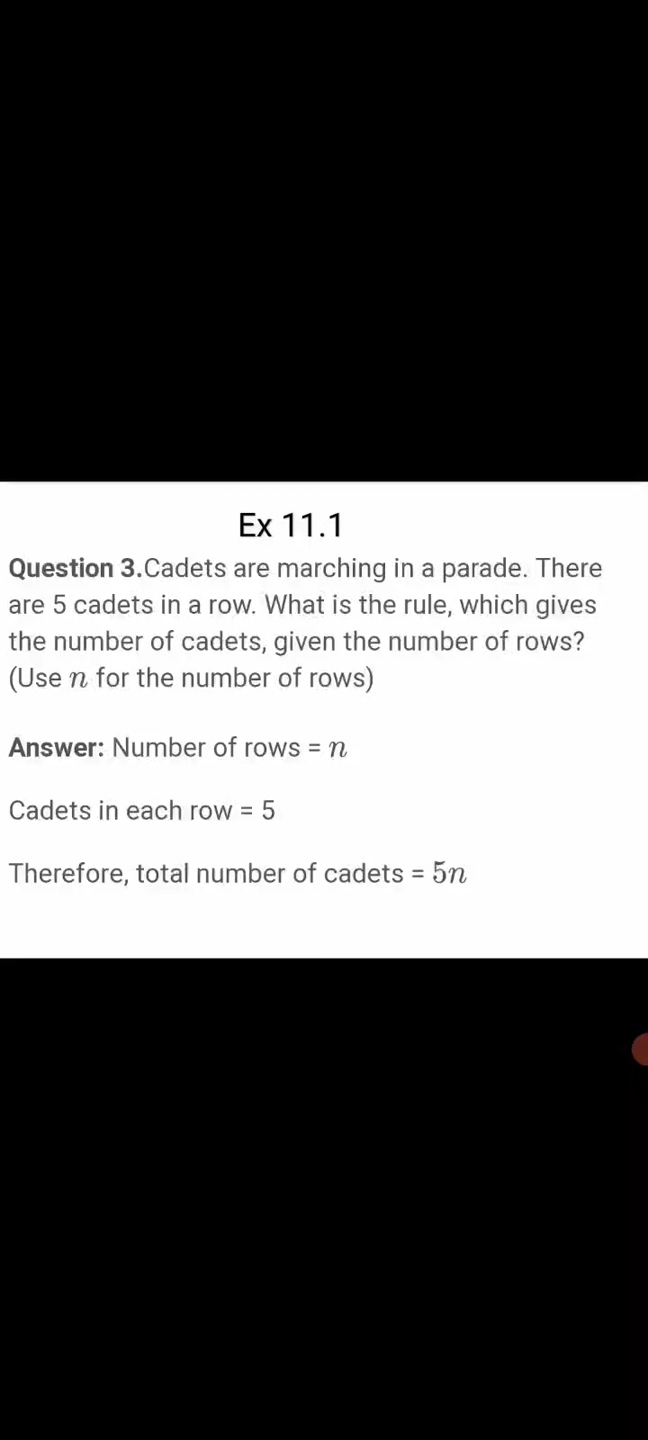 Ex 11.1
Question 3.Cadets are marching in a parade. There
are 5 cadets in a row. What is the rule, which gives
the number of cadets, given the number of rows?
(Use n for the number of rows)
Answer: Number of rows = n
Cadets in each row = 5
Therefore, total number of cadets = 5n